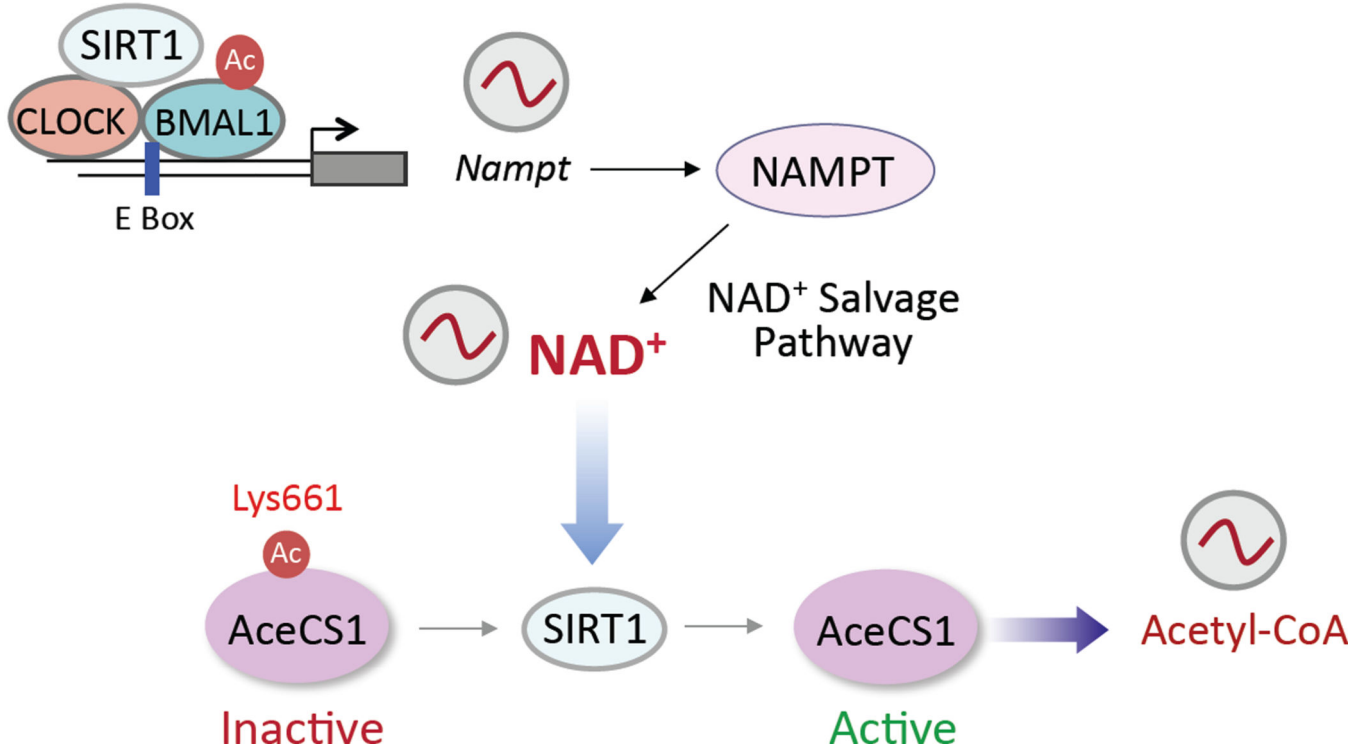 SIRT1
Ac
CLOCK
BMAL1
E Box
Nampt
NAMPT
NAD⁺ Salvage
Pathway
NAD⁺
Lys661
Ac
AceCS1
SIRT1
AceCS1
Acetyl-CoA
Inactive
Active